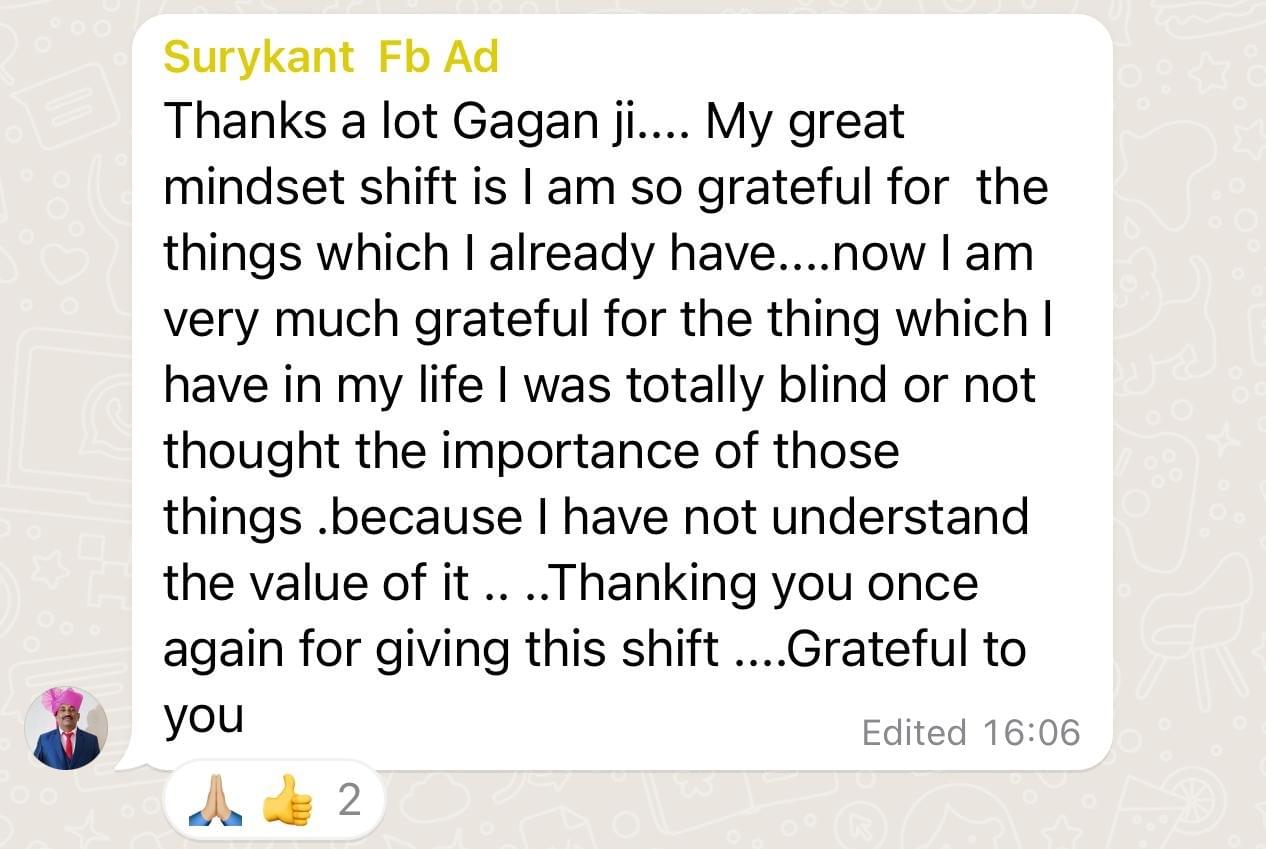 Surykant  Fb Ad
Thanks a lot Gagan ji.... My great
mindset shift is I am so grateful for  the
things which I already have....now I am
very much grateful for the thing which I
have in my life I was totally blind or not
thought the importance of those
things .because I have not understand
the value of it .. ..Thanking you once
again for giving this shift ....Grateful to
you
Edited 16:06
🙏🏼 👍 2